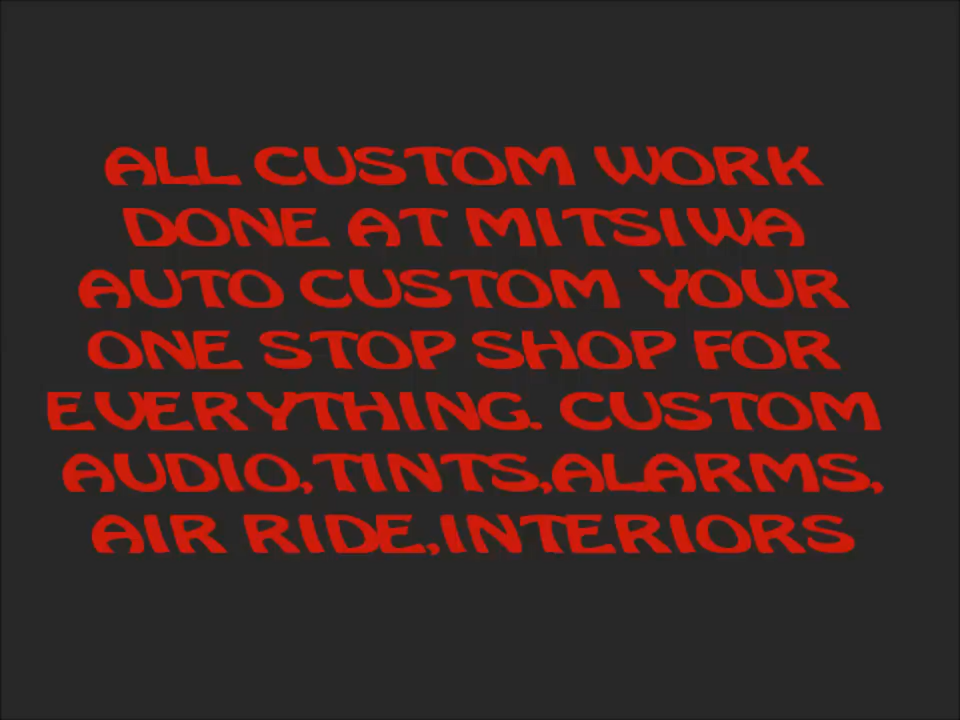 ALL CUSTOM WORK
DONE AT MITSIWA
AUTO CUSTOM YOUR
ONE STOP SHOP FOR
EVERYTHING. CUSTOM
AUDIO,TINTS,ALARMS,
AIR RIDE,INTERIORS